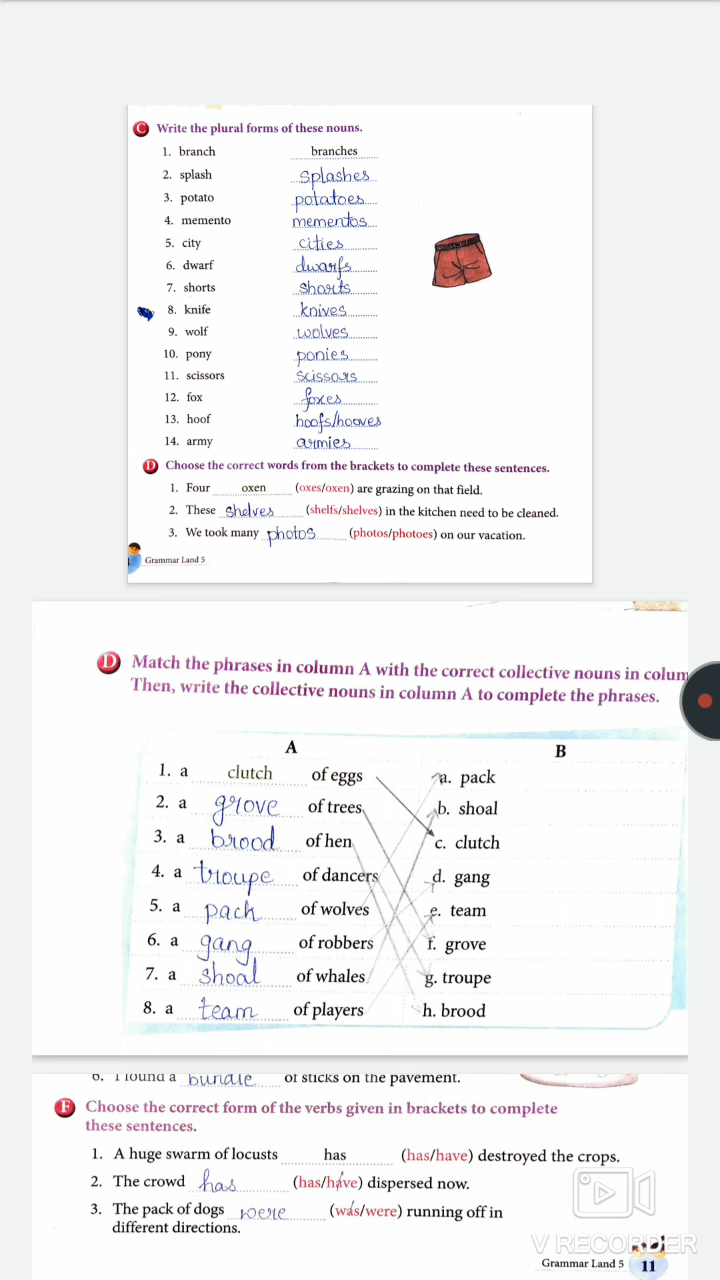 C Write the plural forms of these nouns.
1. branch branches
2. splash splashes
3. potato potatoes
4. memento mementos
5. city cities
6. dwarf dwarfs
7. shorts shorts
8. knife knives
9. wolf wolves
10. pony ponies
11. scissors scissors
12. fox foxes
13. hoof hoofs/hooves
14. army armies
D Choose the correct words from the brackets to complete these sentences.
1. Four oxen (oxes/oxen) are grazing on that field.
2. These shelves (shelfs/shelves) in the kitchen need to be cleaned.
3. We took many photos (photos/photoes) on our vacation.
Grammar Land 5
D Match the phrases in column A with the correct collective nouns in colum
Then, write the collective nouns in column A to complete the phrases.
A B
1. a clutch of eggs a. pack
2. a grove of trees b. shoal
3. a brood of hen c. clutch
4. a troupe of dancers d. gang
5. a pack of wolves e. team
6. a gang of robbers f. grove
7. a shoal of whales g. troupe
8. a team of players h. brood
6. I found a bundle of sticks on the pavement.
F Choose the correct form of the verbs given in brackets to complete
these sentences.
1. A huge swarm of locusts has (has/have) destroyed the crops.
2. The crowd has (has/have) dispersed now.
3. The pack of dogs were (was/were) running off in
different directions.
V RECORDER
Grammar Land 5 11